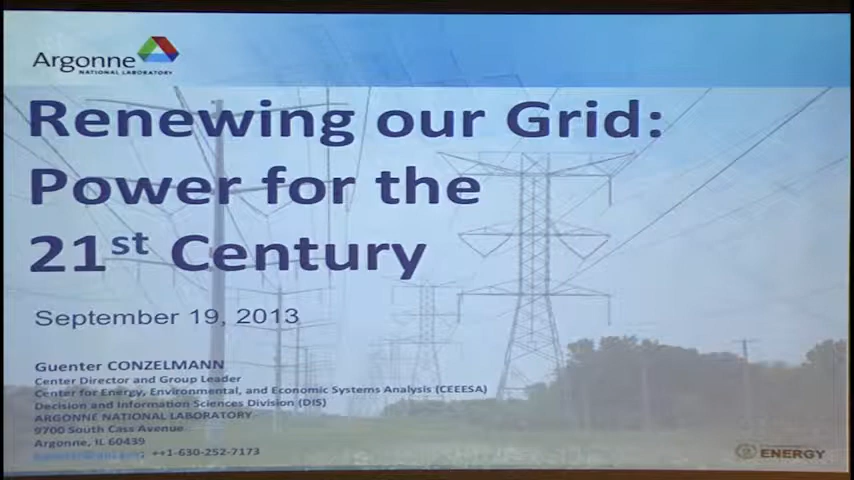 Argonne
NATIONAL LABORATORY
Renewing our Grid:
Power for the
21st Century
September 19, 2013
Guenter CONZELMANN
Center Director and Group Leader
Center for Energy, Environmental, and Economic Systems Analysis (CEEESA)
Decision and Information Sciences Division (DIS)
ARGONNE NATIONAL LABORATORY
9700 South Cass Avenue
Argonne, IL 60439
; ++1-630-252-7173
ENERGY